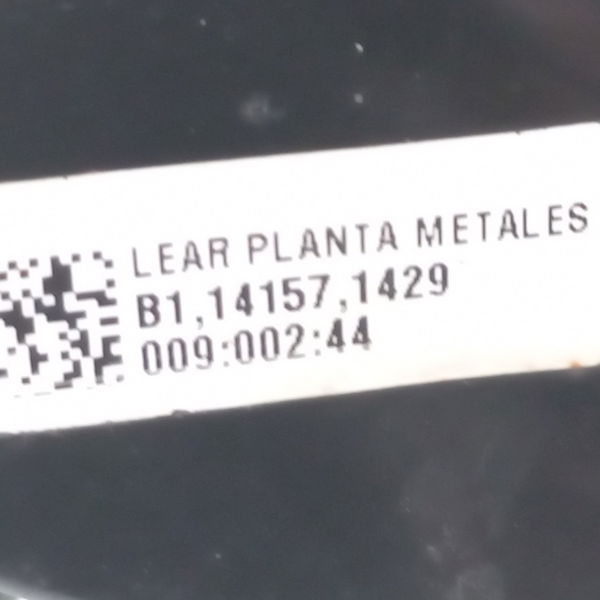 LEAR PLANTA METALES
B1,14157,1429
009:002:44